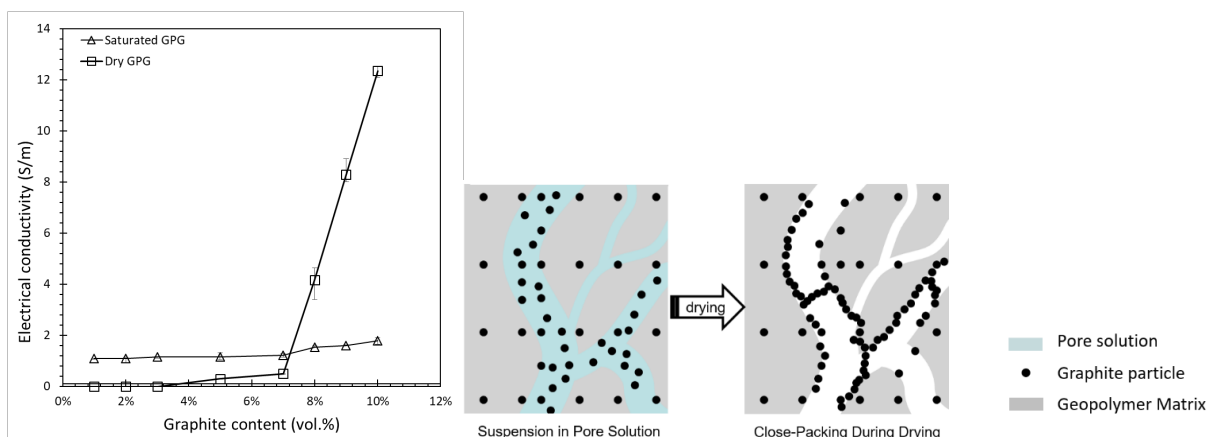 14
12
10
8
6
4
2
0
Electrical conductivity (S/m)
Saturated GPG
Dry GPG
0% 2% 4% 6% 8% 10% 12%
Graphite content (vol.%)
drying
Suspension in Pore Solution
Close-Packing During Drying
Pore solution
Graphite particle
Geopolymer Matrix